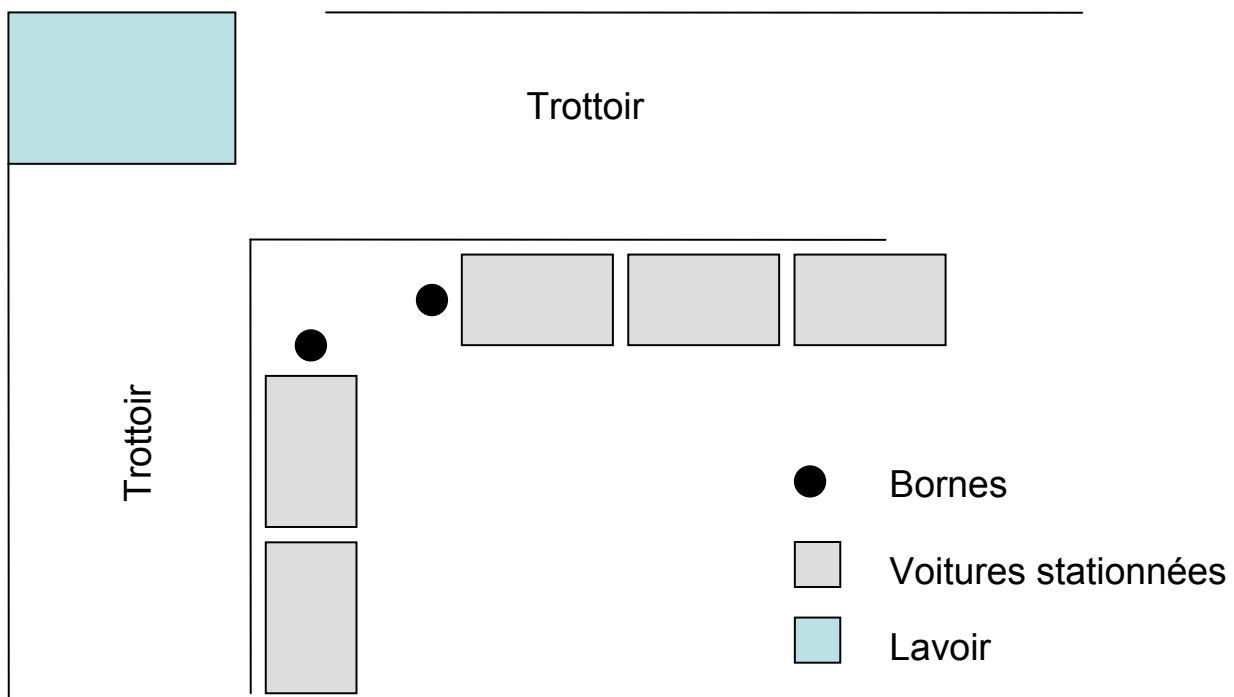 Trottoir
Trottoir
Bornes
Voitures stationnées
Lavoir